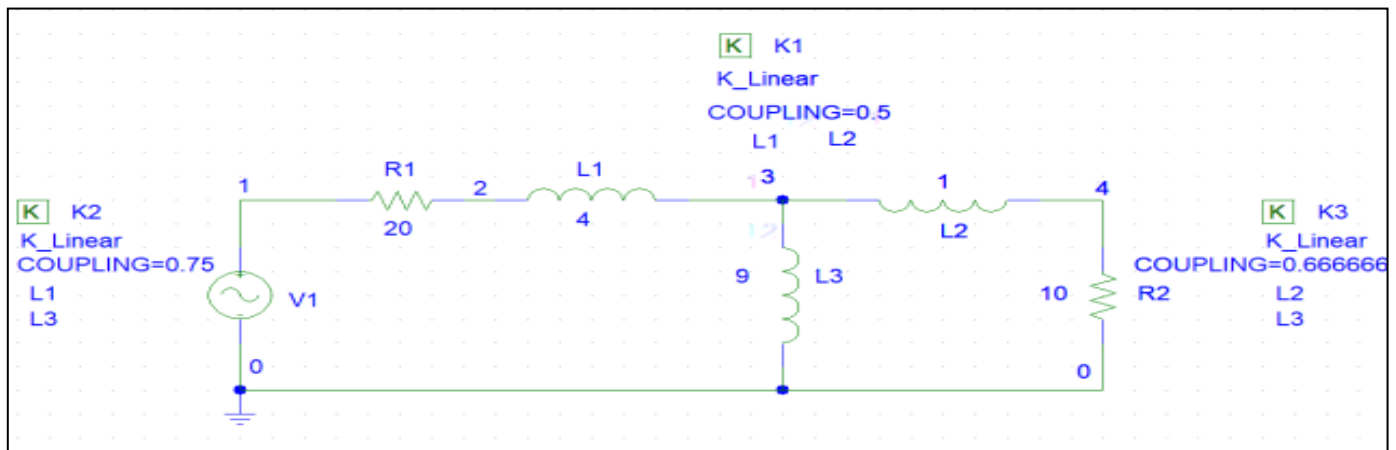 K K1
K_Linear
COUPLING=0.5
L1 L2
R1 L1 3 1 4
1 2
20 4 L2
K K2
K_Linear
COUPLING=0.75
L1
L3
V1
9 L3
10 R2
K K3
K_Linear
COUPLING=0.666666
L2
L3
0 0